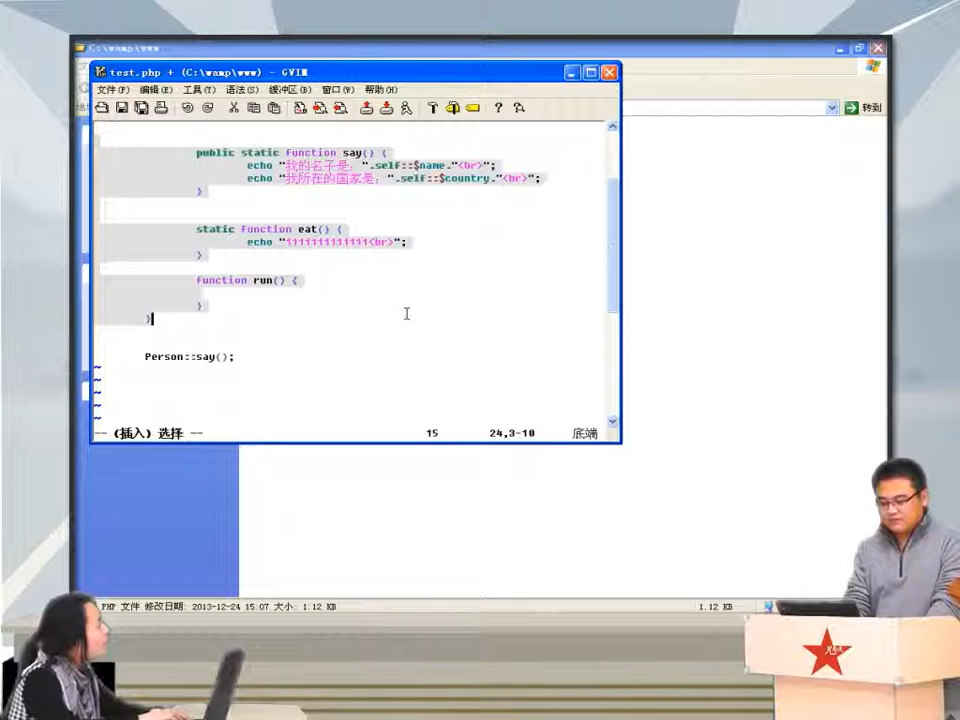 C:\wamp\www
test.php + (C:\wamp\www) - GVIM
文件(F) 编辑(E) 工具(T) 语法(S) 缓冲区(B) 窗口(W) 帮助(H)
转到
public static function say() {
echo "我的名子是：".self::$name."<br>";
echo "我所在的国家是：".self::$country."<br>";
}
static function eat() {
echo "1111111111111<br>";
}
function run() {
}
}
Person::say();
~
~
~
~
~
-- (插入) 选择 -- 15 24,3-10 底端
PHP 文件 修改日期: 2013-12-24 15:07 大小: 1.12 KB 1.12 KB